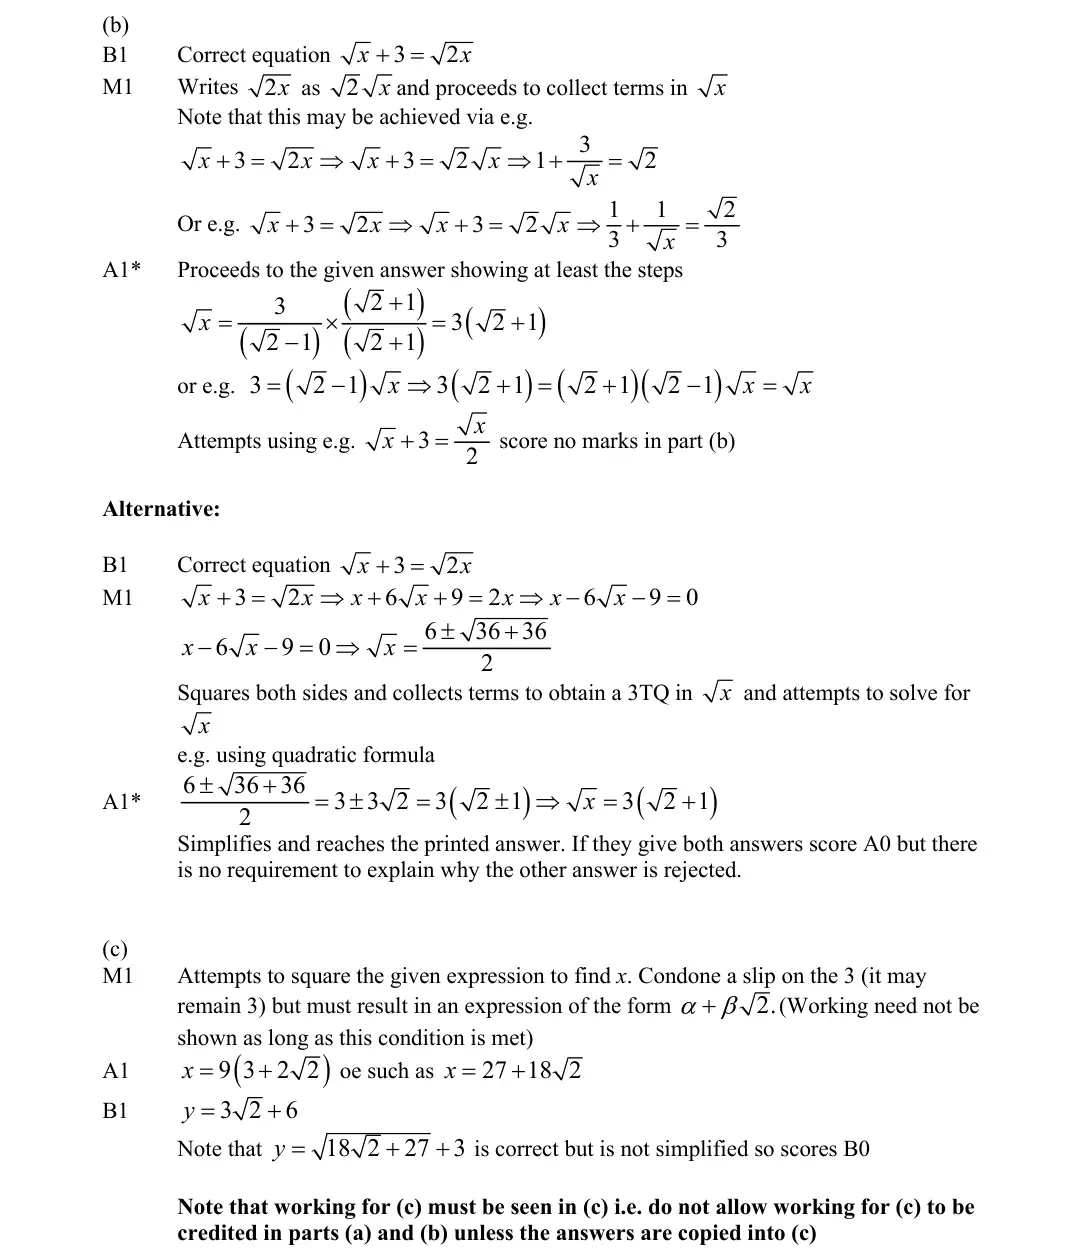 (b)
B1 Correct equation √x + 3 = √2x
M1 Writes √2x as √2√x and proceeds to collect terms in √x
Note that this may be achieved via e.g.
√x + 3 = √2x ⇒ √x + 3 = √2√x ⇒ 1 + 3/√x = √2
Or e.g. √x + 3 = √2x ⇒ √x + 3 = √2√x ⇒ 1/3 + 1/√x = √2/3
A1* Proceeds to the given answer showing at least the steps
√x = 3/(√2 − 1) × (√2 + 1)/(√2 + 1) = 3(√2 + 1)
or e.g. 3 = (√2 − 1)√x ⇒ 3(√2 + 1) = (√2 + 1)(√2 − 1)√x = √x
Attempts using e.g. √x + 3 = √x/2 score no marks in part (b)
Alternative:
B1 Correct equation √x + 3 = √2x
M1 √x + 3 = √2x ⇒ x + 6√x + 9 = 2x ⇒ x − 6√x − 9 = 0
x − 6√x − 9 = 0 ⇒ √x = (6 ± √(36 + 36))/2
Squares both sides and collects terms to obtain a 3TQ in √x and attempts to solve for
√x
e.g. using quadratic formula
A1* (6 ± √(36 + 36))/2 = 3 ± 3√2 = 3(√2 ± 1) ⇒ √x = 3(√2 + 1)
Simplifies and reaches the printed answer. If they give both answers score A0 but there
is no requirement to explain why the other answer is rejected.
(c)
M1 Attempts to square the given expression to find x. Condone a slip on the 3 (it may
remain 3) but must result in an expression of the form α + β√2. (Working need not be
shown as long as this condition is met)
A1 x = 9(3 + 2√2) oe such as x = 27 + 18√2
B1 y = 3√2 + 6
Note that y = √(18√2 + 27) + 3 is correct but is not simplified so scores B0
Note that working for (c) must be seen in (c) i.e. do not allow working for (c) to be
credited in parts (a) and (b) unless the answers are copied into (c)